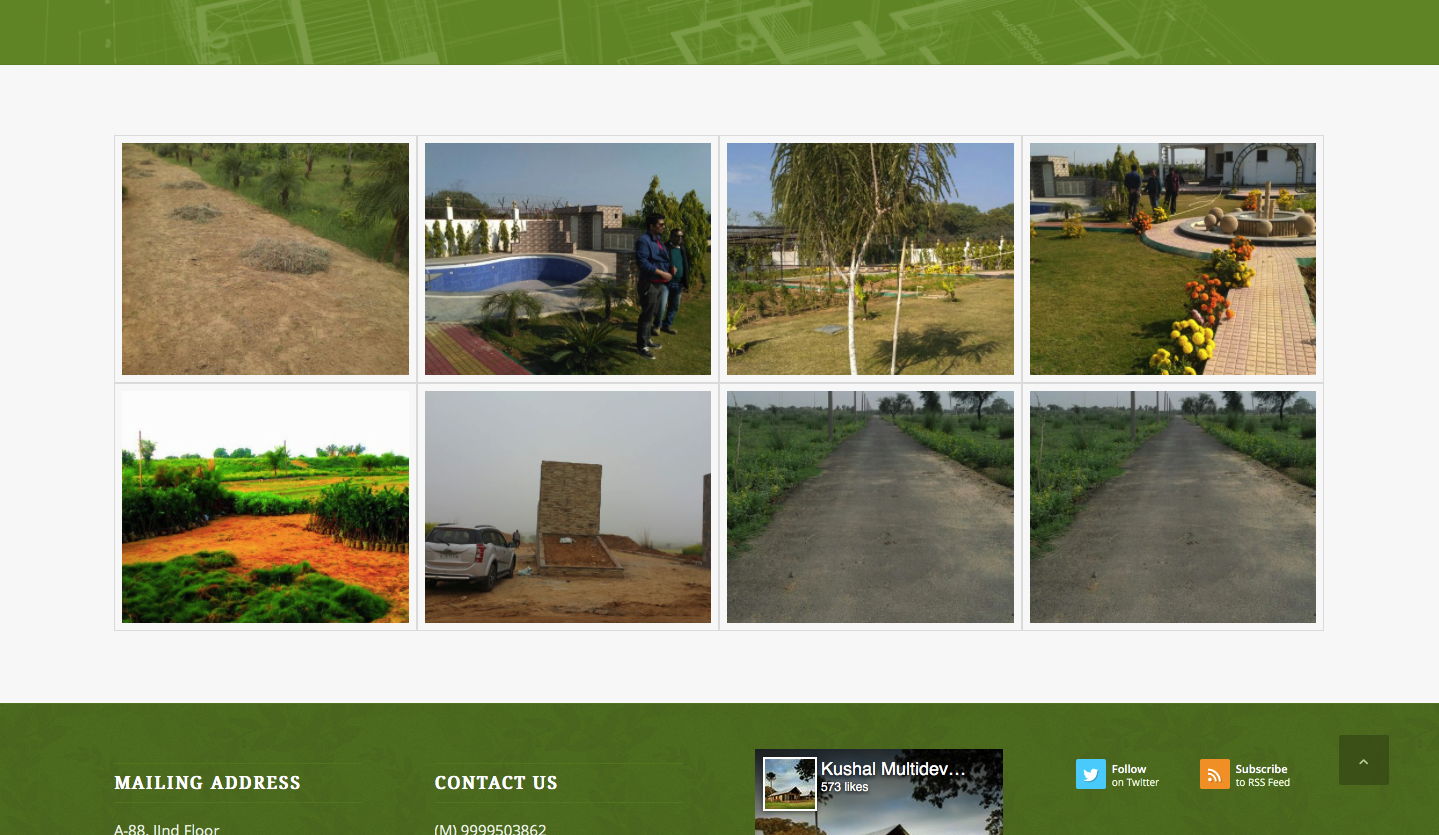 MAILING ADDRESS
CONTACT US
A-88, IInd Floor
(M) 9999503862
Kushal Multidev…
573 likes
Follow
on Twitter
Subscribe
to RSS Feed